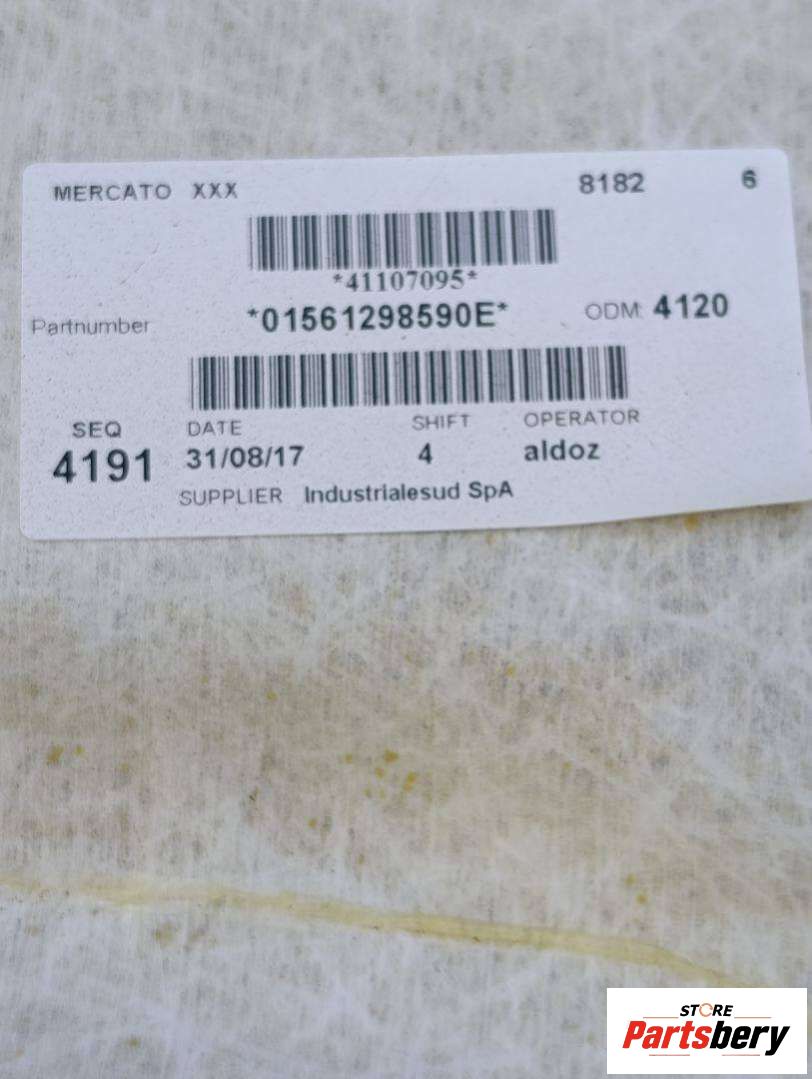 MERCATO XXX 8182 6
*41107095*
Partnumber *01561298590E* ODM: 4120
SEQ DATE SHIFT OPERATOR
4191 31/08/17 4 aldoz
SUPPLIER Industrialesud SpA
STORE
Partsbery